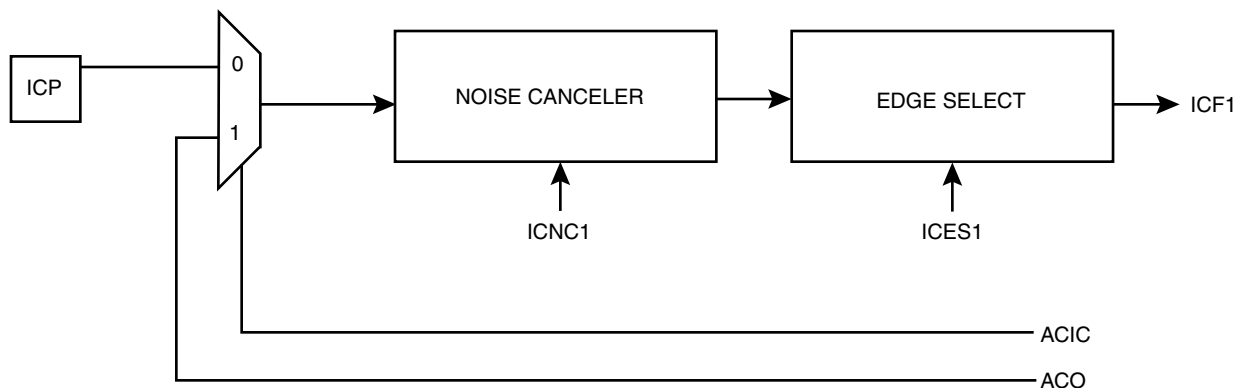 ICP
0
1
NOISE CANCELER
EDGE SELECT
ICF1
ICNC1
ICES1
ACIC
ACO